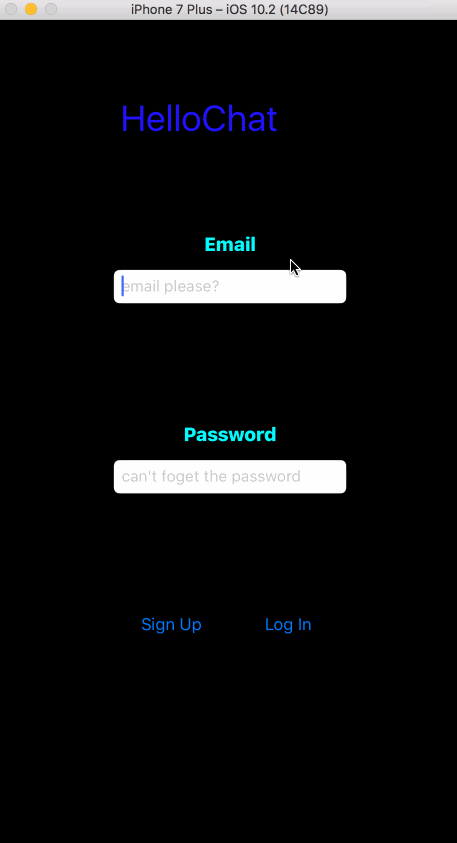 iPhone 7 Plus – iOS 10.2 (14C89)
HelloChat
Email
email please?
Password
can't foget the password
Sign Up Log In